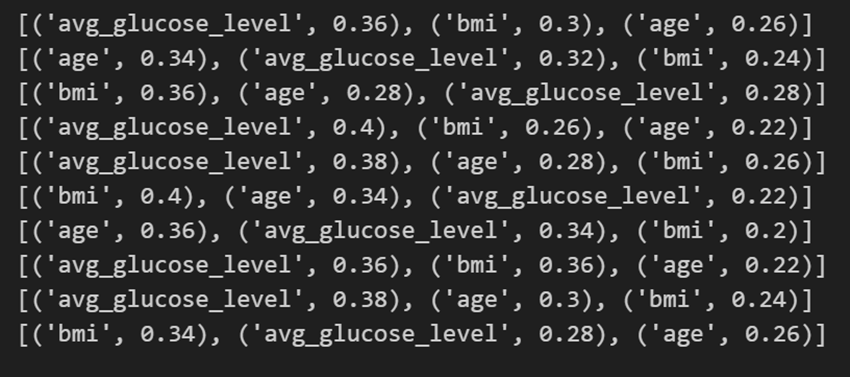 [('avg_glucose_level', 0.36), ('bmi', 0.3), ('age', 0.26)]
[('age', 0.34), ('avg_glucose_level', 0.32), ('bmi', 0.24)]
[('bmi', 0.36), ('age', 0.28), ('avg_glucose_level', 0.28)]
[('avg_glucose_level', 0.4), ('bmi', 0.26), ('age', 0.22)]
[('avg_glucose_level', 0.38), ('age', 0.28), ('bmi', 0.26)]
[('bmi', 0.4), ('age', 0.34), ('avg_glucose_level', 0.22)]
[('age', 0.36), ('avg_glucose_level', 0.34), ('bmi', 0.2)]
[('avg_glucose_level', 0.36), ('bmi', 0.36), ('age', 0.22)]
[('avg_glucose_level', 0.38), ('age', 0.3), ('bmi', 0.24)]
[('bmi', 0.34), ('avg_glucose_level', 0.28), ('age', 0.26)]